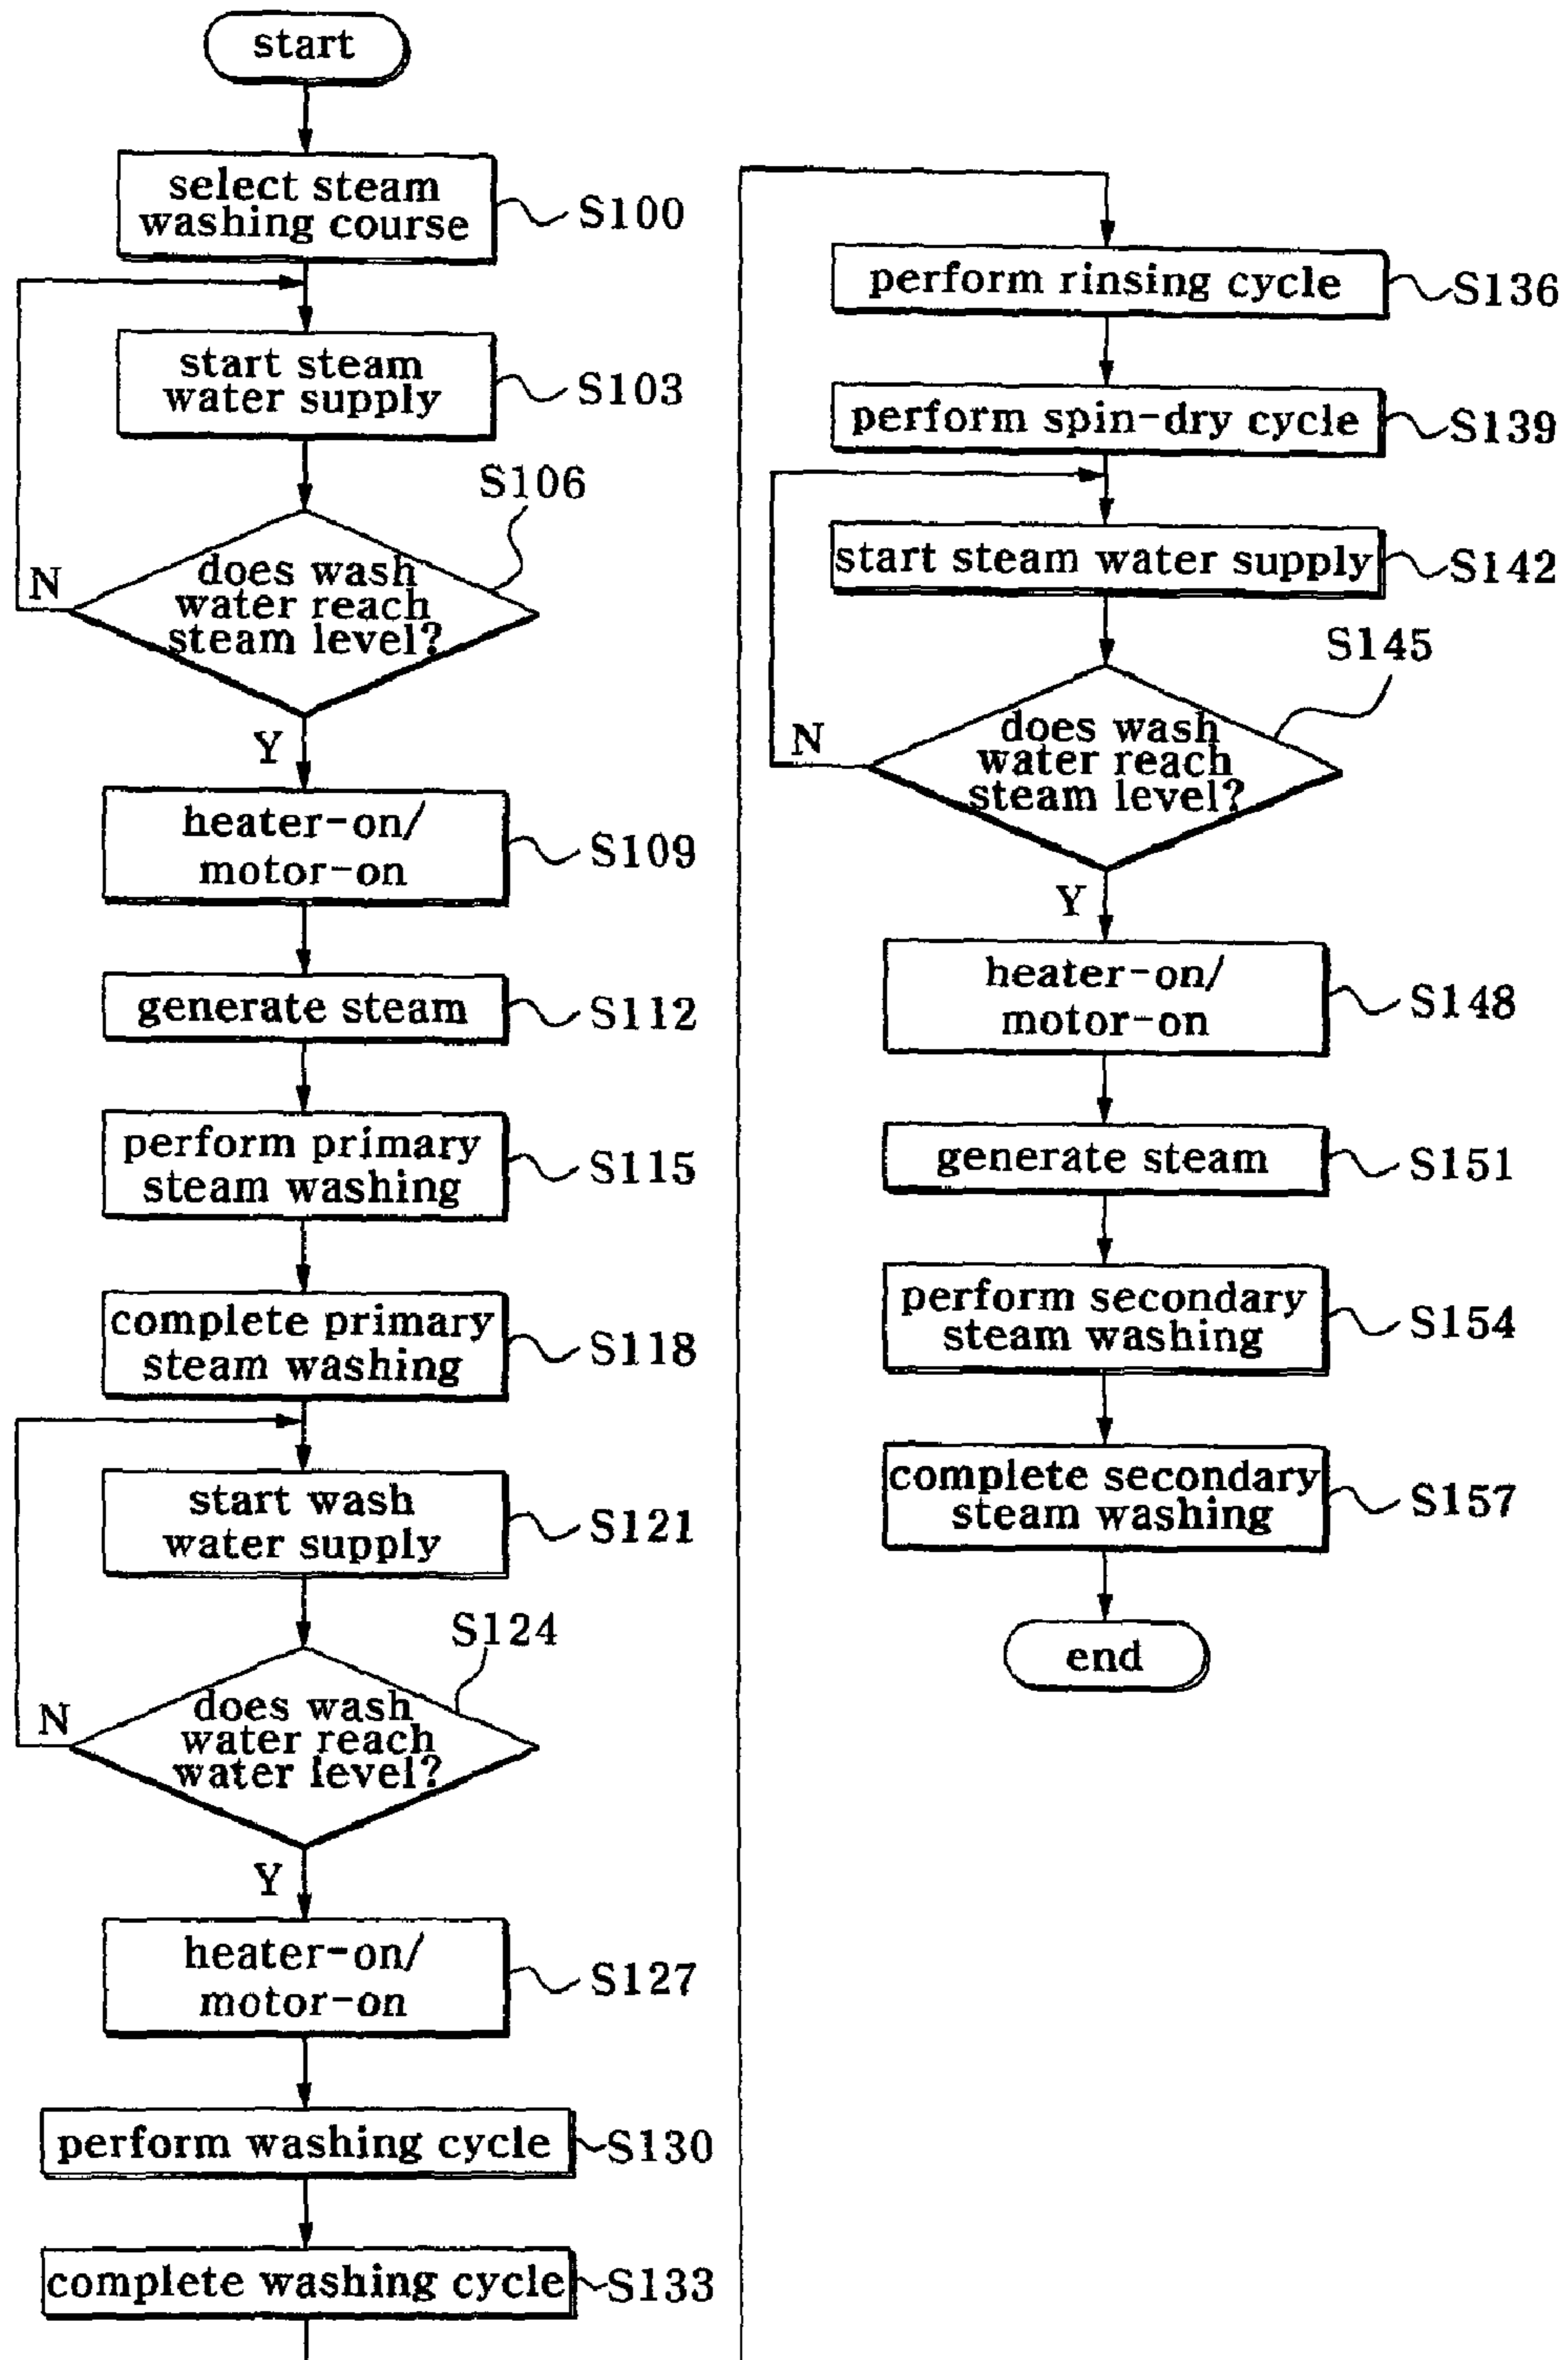 start
select steam
washing course
S100
start steam
water supply
S103
S106
does wash
water reach
steam level?
N
Y
heater-on/
motor-on
S109
generate steam
S112
perform primary
steam washing
S115
complete primary
steam washing
S118
start wash
water supply
S121
S124
does wash
water reach
water level?
N
Y
heater-on/
motor-on
S127
perform washing cycle
S130
complete washing cycle
S133
perform rinsing cycle
S136
perform spin-dry cycle
S139
start steam water supply
S142
S145
does wash
water reach
steam level?
N
Y
heater-on/
motor-on
S148
generate steam
S151
perform secondary
steam washing
S154
complete secondary
steam washing
S157
end